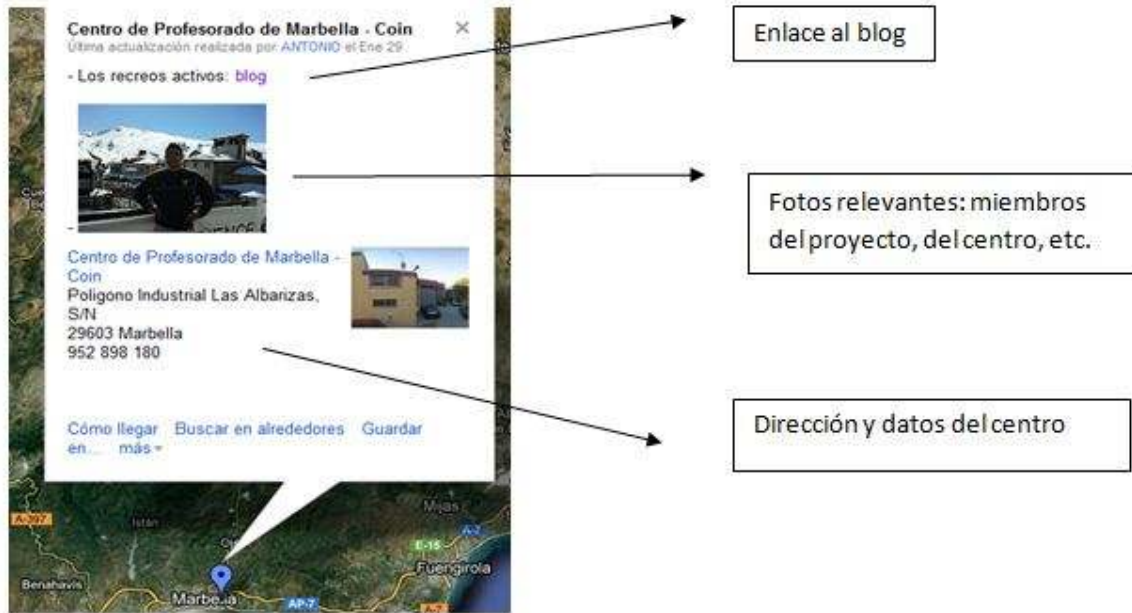 Centro de Profesorado de Marbella - Coin
Última actualización realizada por ANTONIO el Ene 29
- Los recreos activos: blog
-
Centro de Profesorado de Marbella -
Coin
Poligono Industrial Las Albarizas,
S/N
29603 Marbella
952 898 180
Cómo llegar Buscar en alrededores Guardar
en... más
Enlace al blog
Fotos relevantes: miembros
del proyecto, del centro, etc.
Dirección y datos del centro
A-397
Istán
Mijas
A-7
E-15
Fuengirola
Benahavís
Marbella
AP-7
A-7